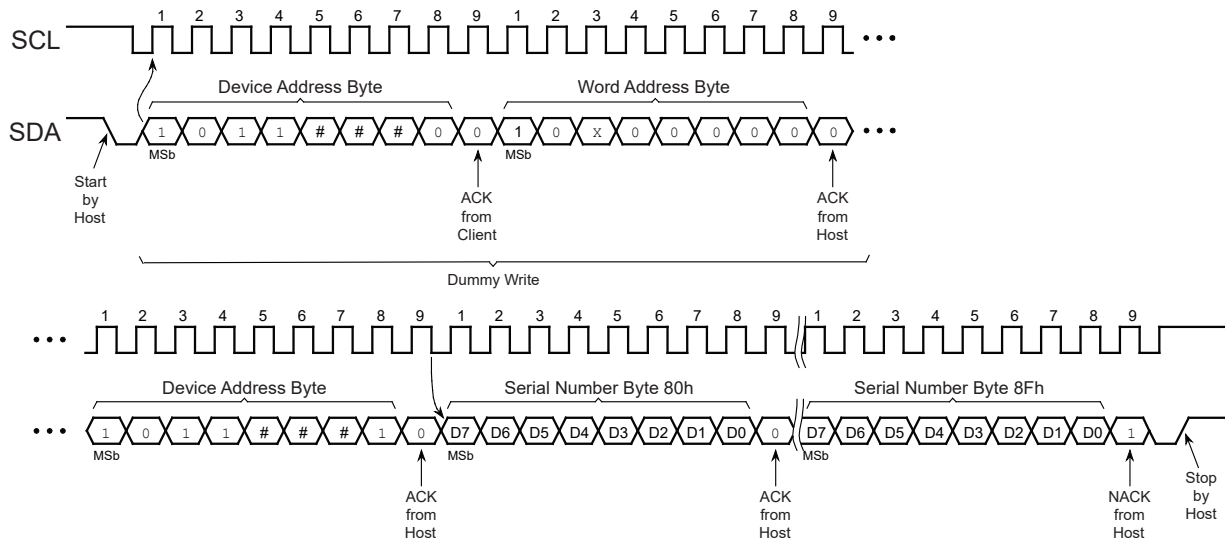 1 2 3 4 5 6 7 8 9 1 2 3 4 5 6 7 8 9
SCL
Device Address Byte Word Address Byte
SDA 1 0 1 1 # # # 0 0 1 0 X 0 0 0 0 0 0
MSb MSb
Start
by
Host
ACK
from
Client
ACK
from
Host
Dummy Write
1 2 3 4 5 6 7 8 9 1 2 3 4 5 6 7 8 9 1 2 3 4 5 6 7 8 9
Device Address Byte Serial Number Byte 80h Serial Number Byte 8Fh
1 0 1 1 # # # 1 0 D7 D6 D5 D4 D3 D2 D1 D0 0 D7 D6 D5 D4 D3 D2 D1 D0 1
MSb MSb MSb
ACK
from
Host
ACK
from
Host
NACK
from
Host
Stop
by
Host